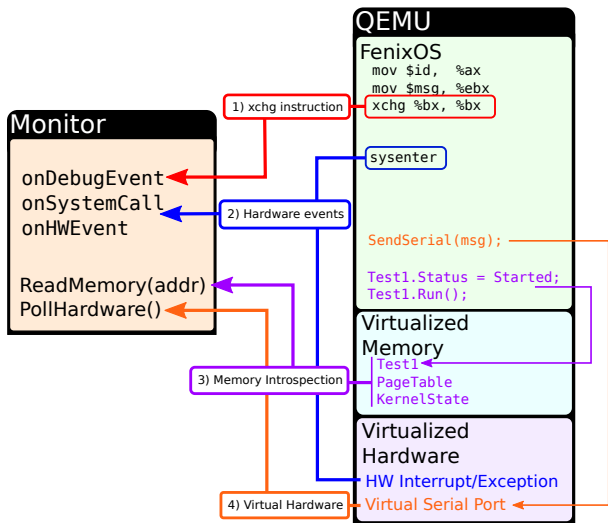 QEMU
FenixOS
mov $id,  %ax
mov $msg, %ebx
xchg %bx, %bx
1) xchg instruction
Monitor
sysenter
onDebugEvent
onSystemCall
onHWEvent
2) Hardware events
SendSerial(msg);
Test1.Status = Started;
Test1.Run();
ReadMemory(addr)
PollHardware()
Virtualized
Memory
Test1
PageTable
KernelState
3) Memory Introspection
Virtualized
Hardware
HW Interrupt/Exception
4) Virtual Hardware
Virtual Serial Port